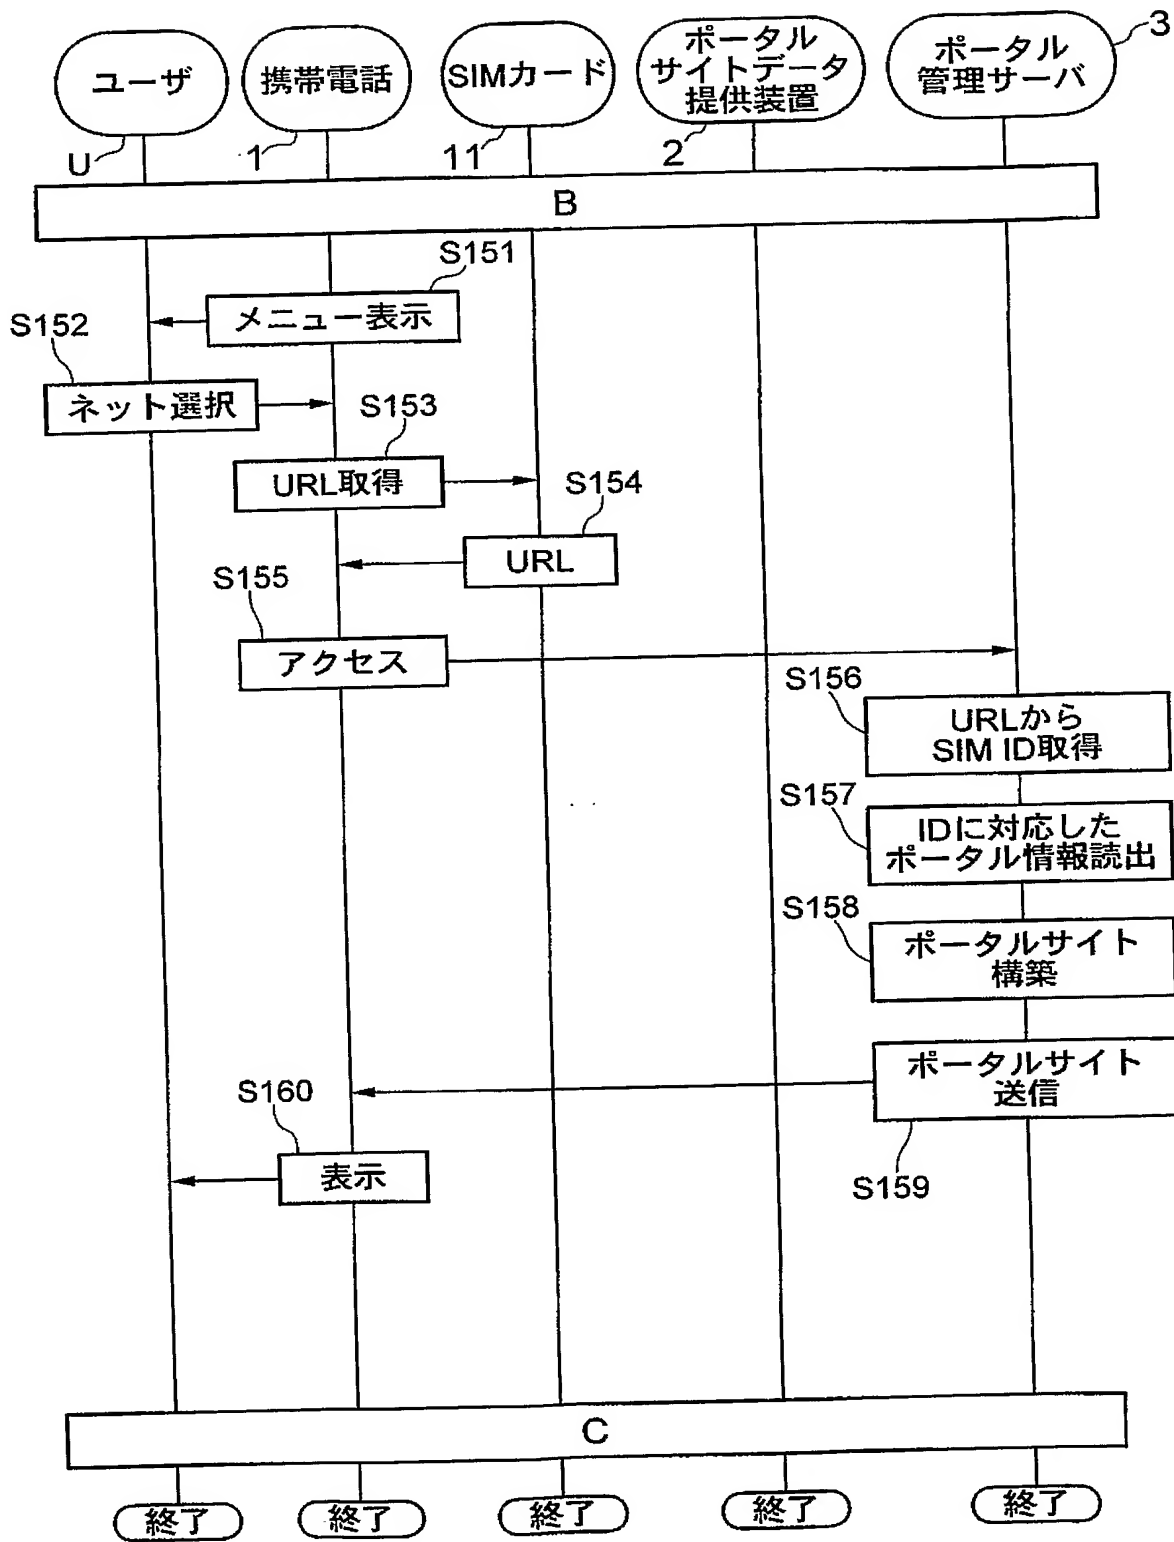 3
ユーザ
携帯電話
SIMカード
ポータル
サイトデータ
提供装置
ポータル
管理サーバ
U
1
11
2
B
S151
メニュー表示
S152
ネット選択
S153
URL取得
S154
URL
S155
アクセス
S156
URLから
SIM ID取得
S157
IDに対応した
ポータル情報読出
S158
ポータルサイト
構築
ポータルサイト
送信
S159
S160
表示
C
終了
終了
終了
終了
終了